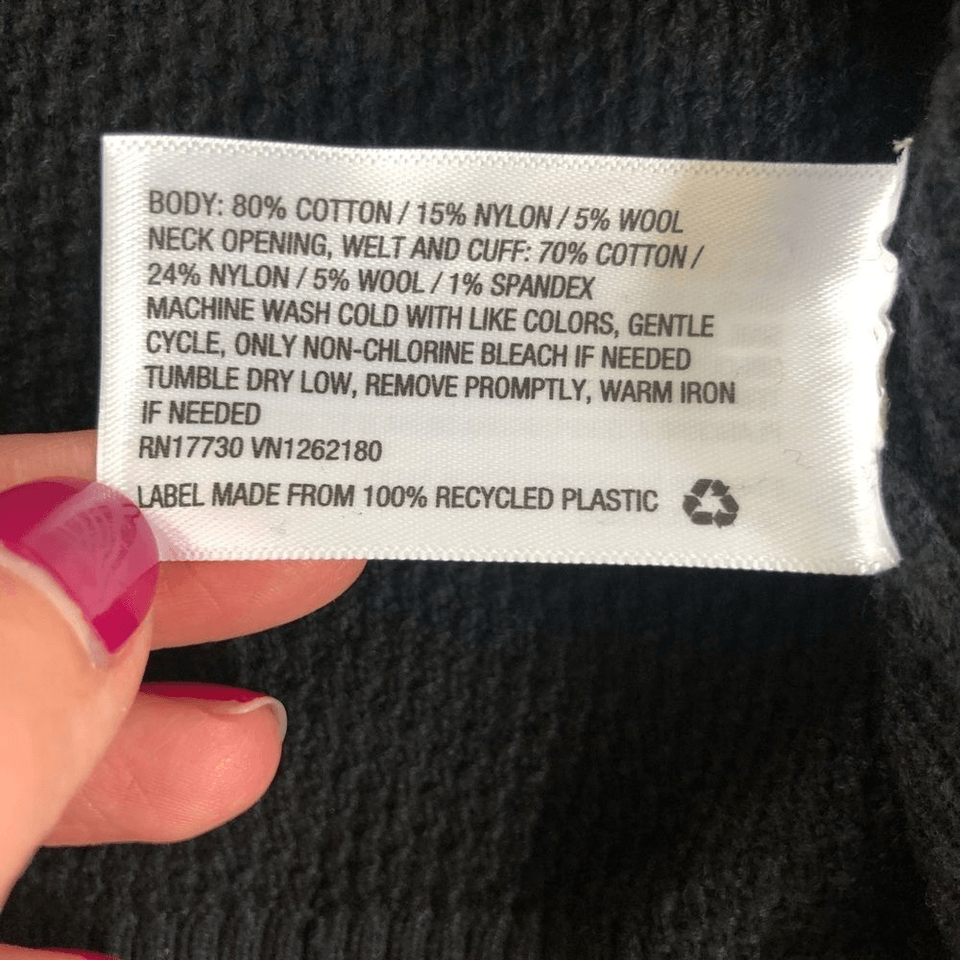 BODY: 80% COTTON / 15% NYLON / 5% WOOL
NECK OPENING, WELT AND CUFF: 70% COTTON /
24% NYLON / 5% WOOL / 1% SPANDEX
MACHINE WASH COLD WITH LIKE COLORS, GENTLE
CYCLE, ONLY NON-CHLORINE BLEACH IF NEEDED
TUMBLE DRY LOW, REMOVE PROMPTLY, WARM IRON
IF NEEDED
RN17730 VN1262180
LABEL MADE FROM 100% RECYCLED PLASTIC